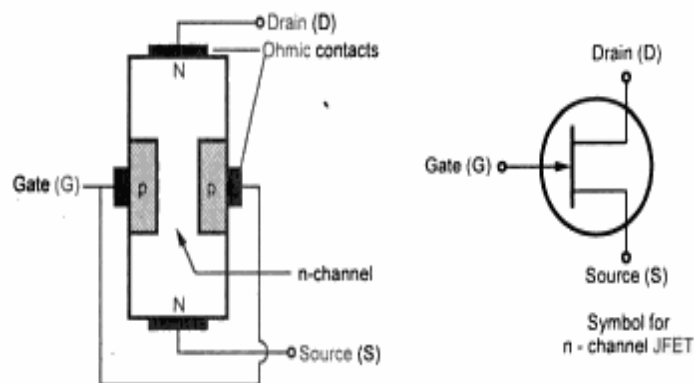 Drain (D)
Ohmic contacts
N
Gate (G)
p
p
n-channel
N
Source (S)
Drain (D)
Gate (G)
Source (S)
Symbol for
n - channel JFET